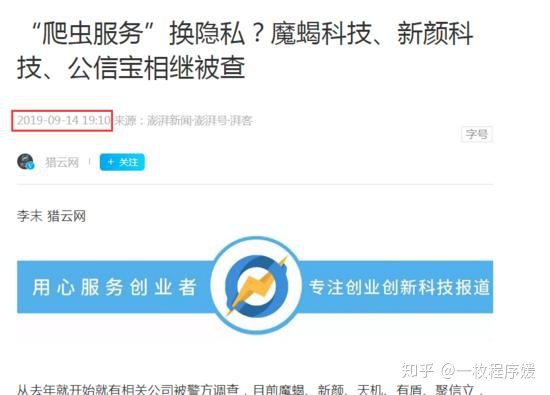 “爬虫服务”换隐私？魔蝎科技、新颜科
技、公信宝相继被查
2019-09-14 19:10 来源：澎湃新闻·澎湃号·湃客
字号
猎云网 + 关注
李末 猎云网
用心服务创业者 专注创业创新科技报道
知乎 @一枚程序媛
从去年就开始就有相关公司被警方调查，目前魔蝎、新颜、天机、有盾、聚信立，